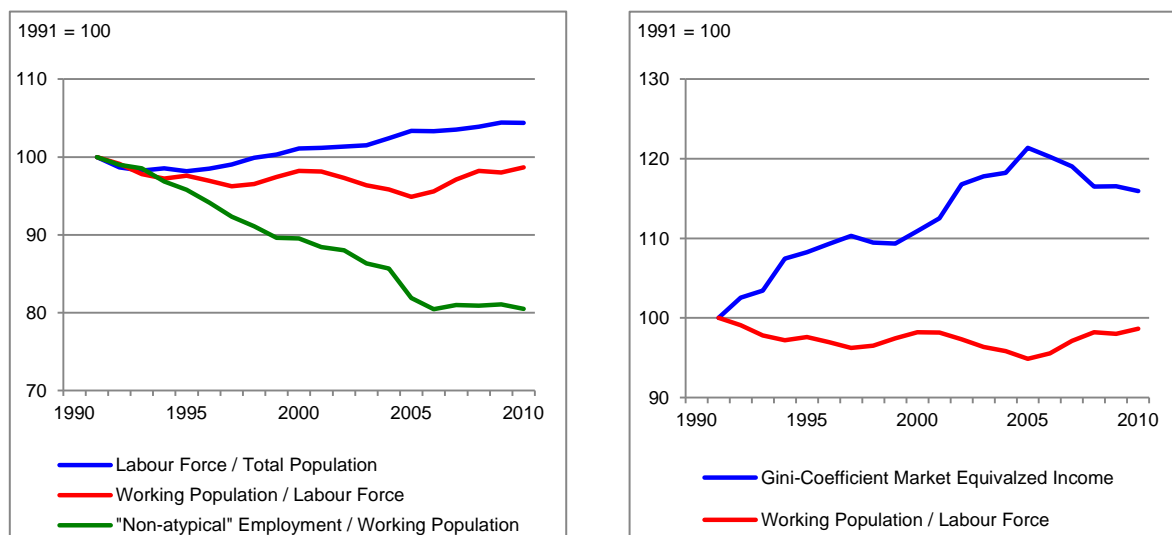 1991 = 100
110
100
90
80
70
1990 1995 2000 2005 2010
Labour Force / Total Population
Working Population / Labour Force
"Non-atypical" Employment / Working Population
1991 = 100
130
120
110
100
90
1990 1995 2000 2005 2010
Gini-Coefficient Market Equivalzed Income
Working Population / Labour Force